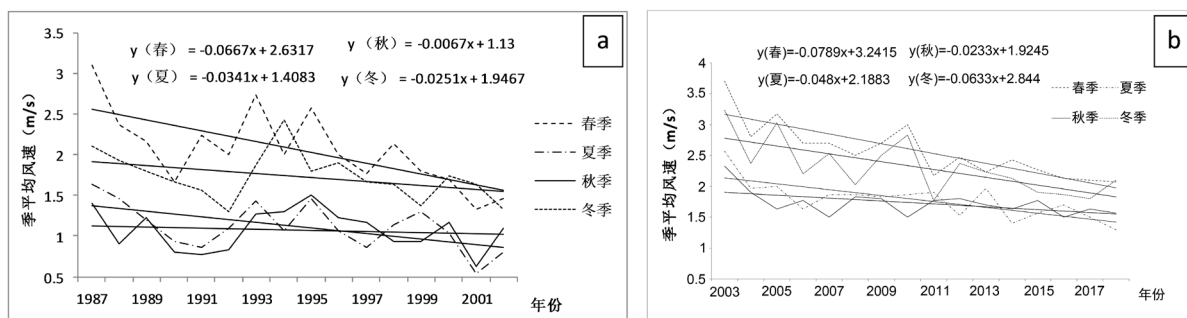 a
y（春）= -0.0667x + 2.6317
y（秋）= -0.0067x + 1.13
y（夏）= -0.0341x + 1.4083
y（冬）= -0.0251x + 1.9467
季平均风速（m/s）
3.5
3
2.5
2
1.5
1
0.5
春季
夏季
秋季
冬季
1987 1989 1991 1993 1995 1997 1999 2001 年份
b
y(春)=-0.0789x+3.2415 y(秋)=-0.0233x+1.9245
y(夏)=-0.048x+2.1883 y(冬)=-0.0633x+2.844
春季 夏季
秋季 冬季
季平均风速（m/s）
4
3.5
3
2.5
2
1.5
1
0.5
2003 2005 2007 2009 2011 2013 2015 2017 年份